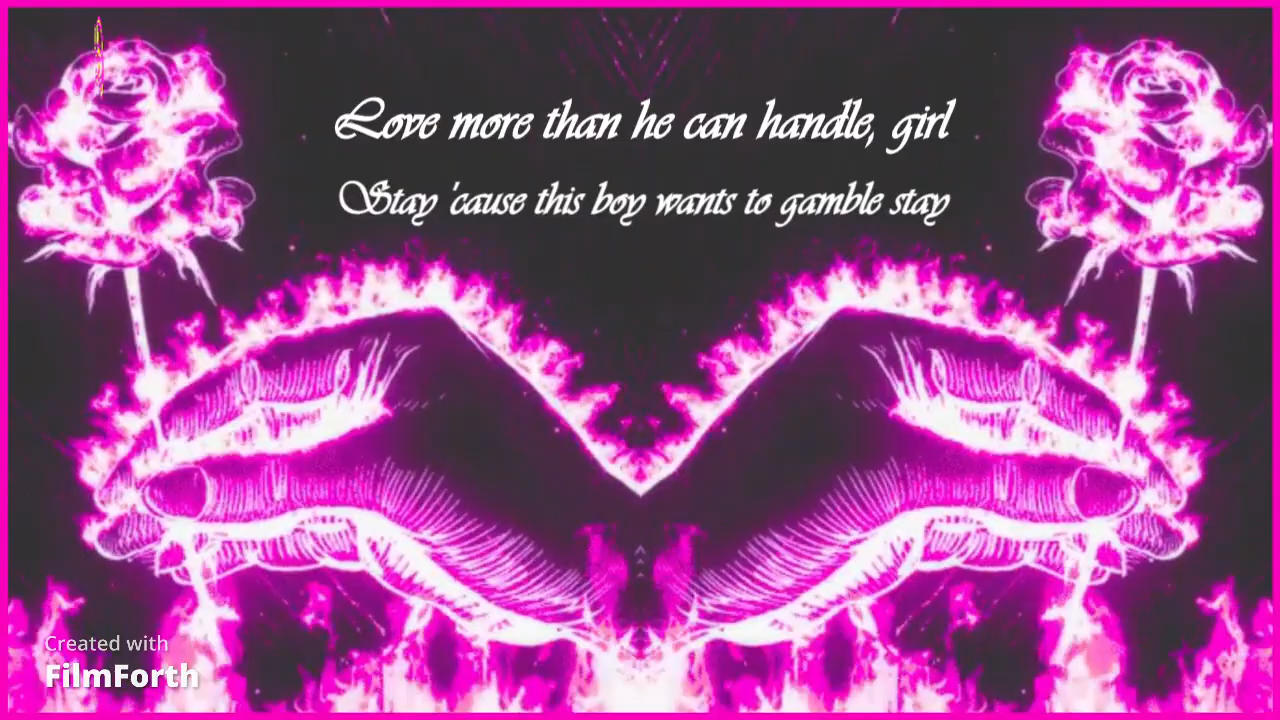 Love more than he can handle, girl
Stay 'cause this boy wants to gamble stay
Created with
FilmForth